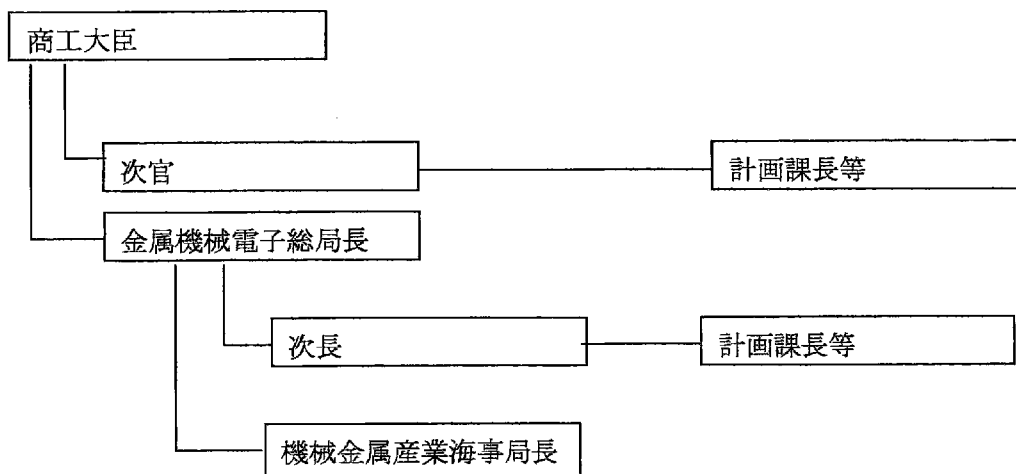 商工大臣
次官
計画課長等
金属機械電子総局長
次長
計画課長等
機械金属産業海事局長